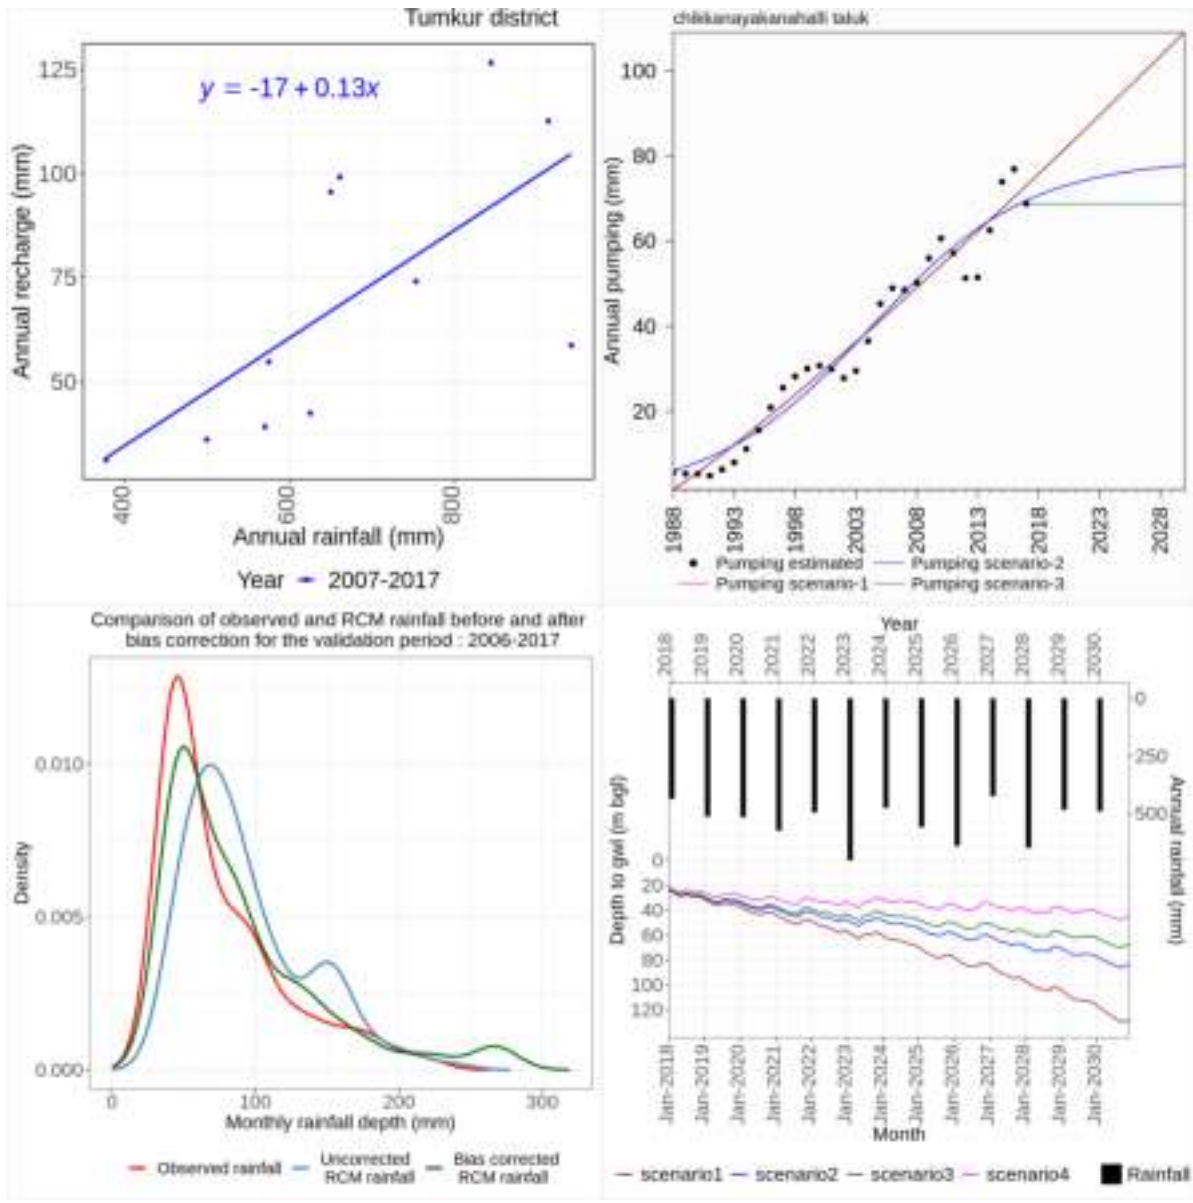 Tumkur district
y = -17 + 0.13x
Annual recharge (mm)
125
100
75
50
400
600
800
Annual rainfall (mm)
Year 2007-2017
chikkanayakanahalli taluk
Annual pumping (mm)
100
80
60
40
20
1988
1993
1998
2003
2008
2013
2018
2023
2028
Pumping estimated Pumping scenario-2
Pumping scenario-1 Pumping scenario-3
Comparison of observed and RCM rainfall before and after
bias correction for the validation period : 2006-2017
Density
0.010
0.005
0.000
0
100
200
300
Monthly rainfall depth (mm)
Observed rainfall
Uncorrected
RCM rainfall
Bias corrected
RCM rainfall
Year
2018
2019
2020
2021
2022
2023
2024
2025
2026
2027
2028
2029
2030
0
250
500
Annual rainfall (mm)
Depth to gwl (m bgl)
0
20
40
60
80
100
120
Jan-2018
Jan-2019
Jan-2020
Jan-2021
Jan-2022
Jan-2023
Jan-2024
Jan-2025
Jan-2026
Jan-2027
Jan-2028
Jan-2029
Jan-2030
Month
scenario1 scenario2 scenario3 scenario4 Rainfall